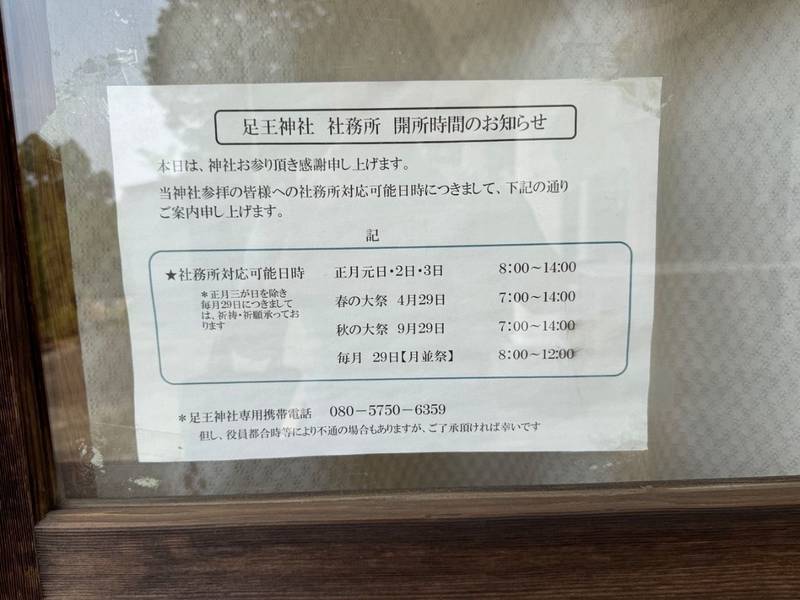 足王神社 社務所 開所時間のお知らせ
本日は、神社お参り頂き感謝申し上げます。
当神社参拝の皆様への社務所対応可能日時につきまして、下記の通り
ご案内申し上げます。
記
★社務所対応可能日時 正月元日・2日・3日 8:00～14:00
＊正月三が日を除き
毎月29日につきまして
は、祈祷・祈願承ってお
ります
春の大祭 4月29日 7:00～14:00
秋の大祭 9月29日 7:00～14:00
毎月 29日【月並祭】 8:00～12:00
＊足王神社専用携帯電話 080－5750－6359
但し、役員都合時等により不通の場合もありますが、ご了承頂ければ幸いです